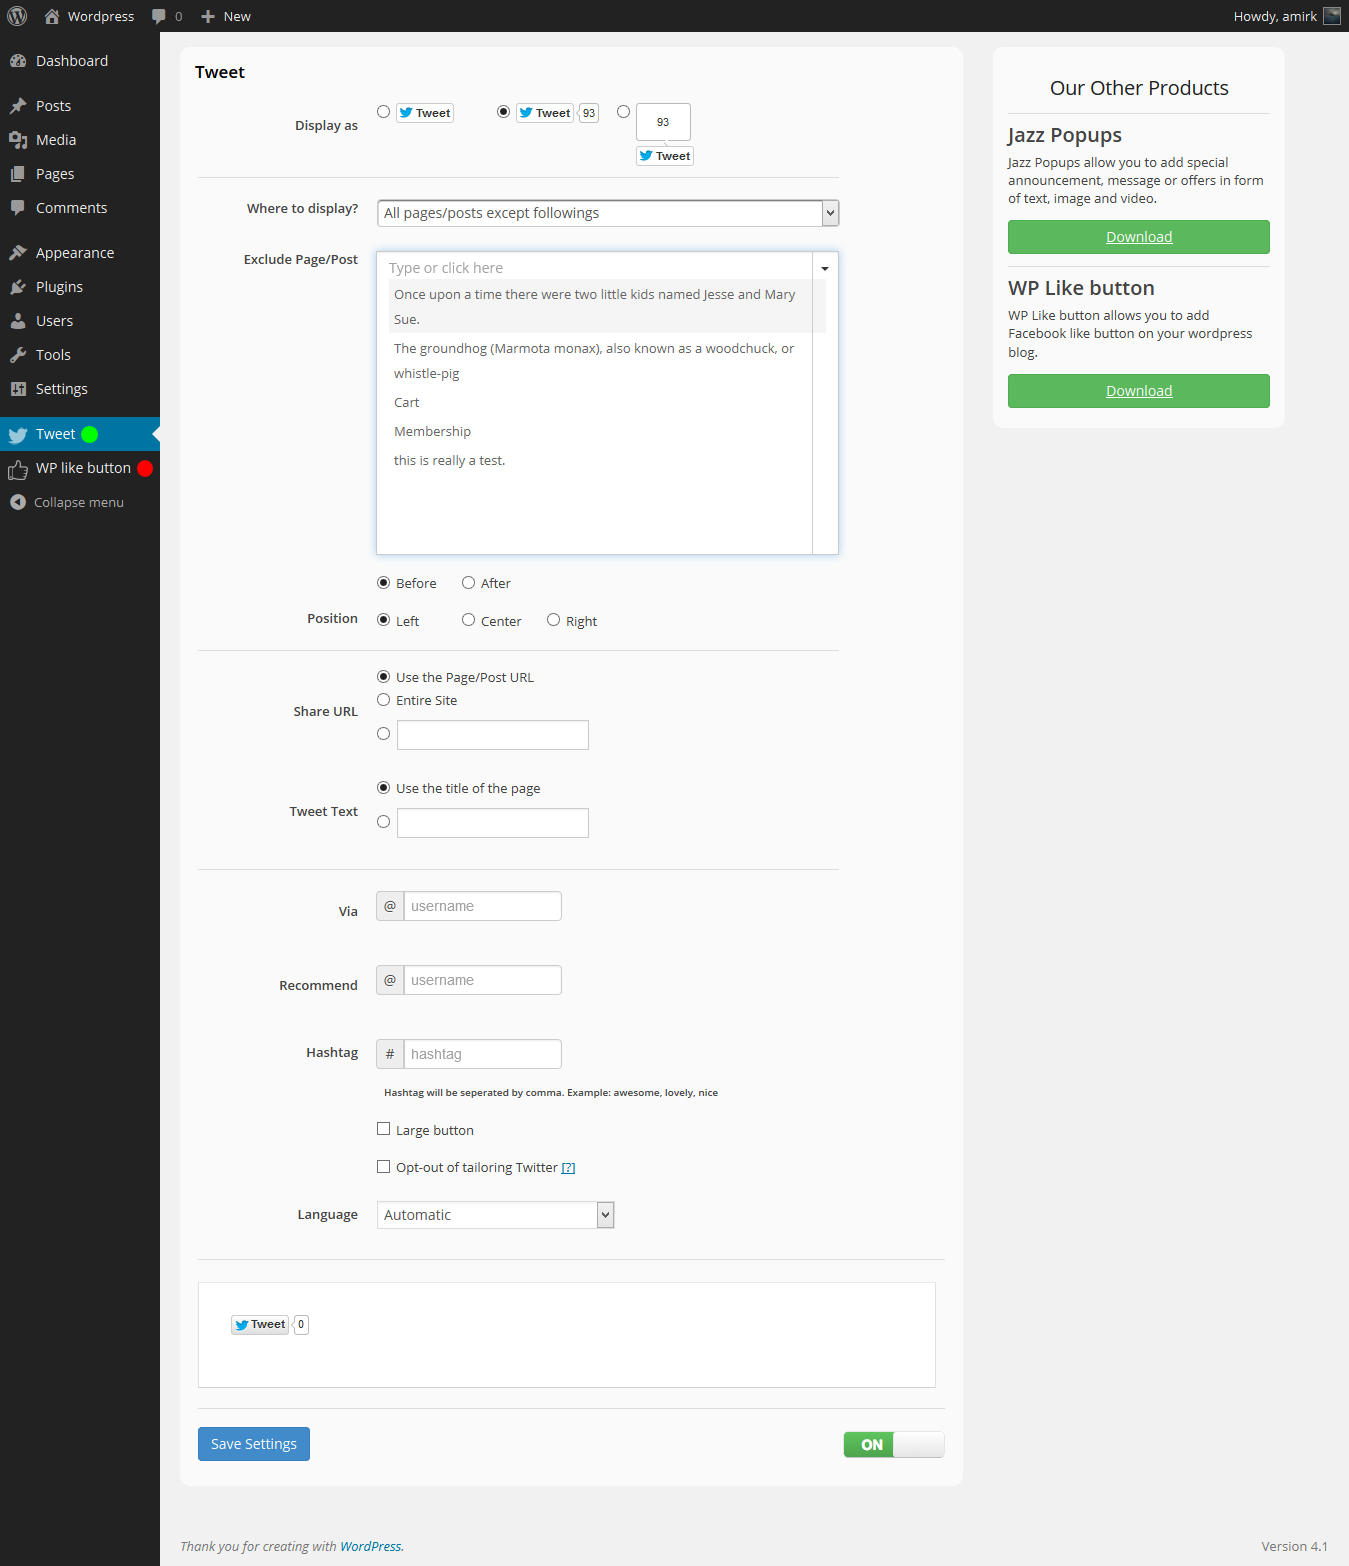 Wordpress
0
New
Howdy, amirk
Dashboard
Posts
Media
Pages
Comments
Appearance
Plugins
Users
Tools
Settings
Tweet
WP like button
Collapse menu
Tweet
Display as
Tweet
Tweet 93
93
Tweet
Where to display?
All pages/posts except followings
Exclude Page/Post
Type or click here
Once upon a time there were two little kids named Jesse and Mary
Sue.
The groundhog (Marmota monax), also known as a woodchuck, or
whistle-pig
Cart
Membership
this is really a test.
Before After
Position
Left Center Right
Share URL
Use the Page/Post URL
Entire Site
Tweet Text
Use the title of the page
Via
@ username
Recommend
@ username
Hashtag
# hashtag
Hashtag will be seperated by comma. Example: awesome, lovely, nice
Large button
Opt-out of tailoring Twitter [?]
Language
Automatic
Tweet 0
Save Settings
ON
Our Other Products
Jazz Popups
Jazz Popups allow you to add special
announcement, message or offers in form
of text, image and video.
Download
WP Like button
WP Like button allows you to add
Facebook like button on your wordpress
blog.
Download
Thank you for creating with WordPress.
Version 4.1